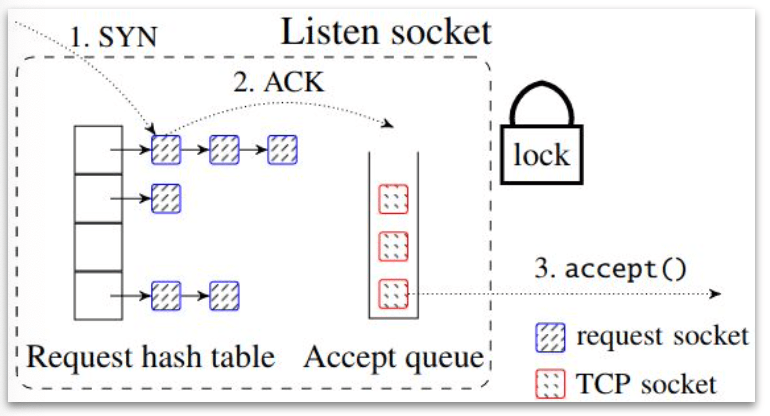 1. SYN
Listen socket
2. ACK
lock
3. accept()
Request hash table
Accept queue
request socket
TCP socket